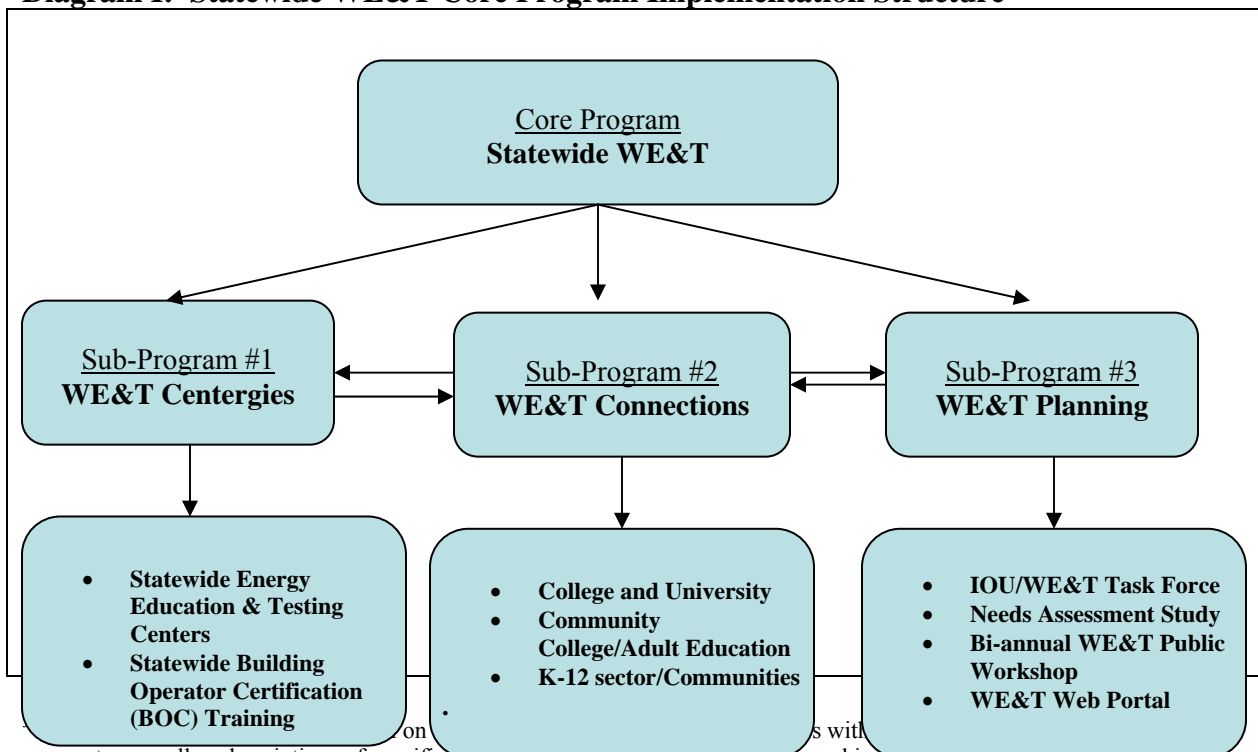 Diagram 1.  Statewide WE&T Core Program Implementation Structure
Core Program
Statewide WE&T
Sub-Program #1
WE&T Centergies
Sub-Program #2
WE&T Connections
Sub-Program #3
WE&T Planning
• Statewide Energy
Education & Testing
Centers
• Statewide Building
Operator Certification
(BOC) Training
• College and University
• Community
College/Adult Education
• K-12 sector/Communities
•
• IOU/WE&T Task Force
• Needs Assessment Study
• Bi-annual WE&T Public
Workshop
• WE&T Web Portal
on
s with